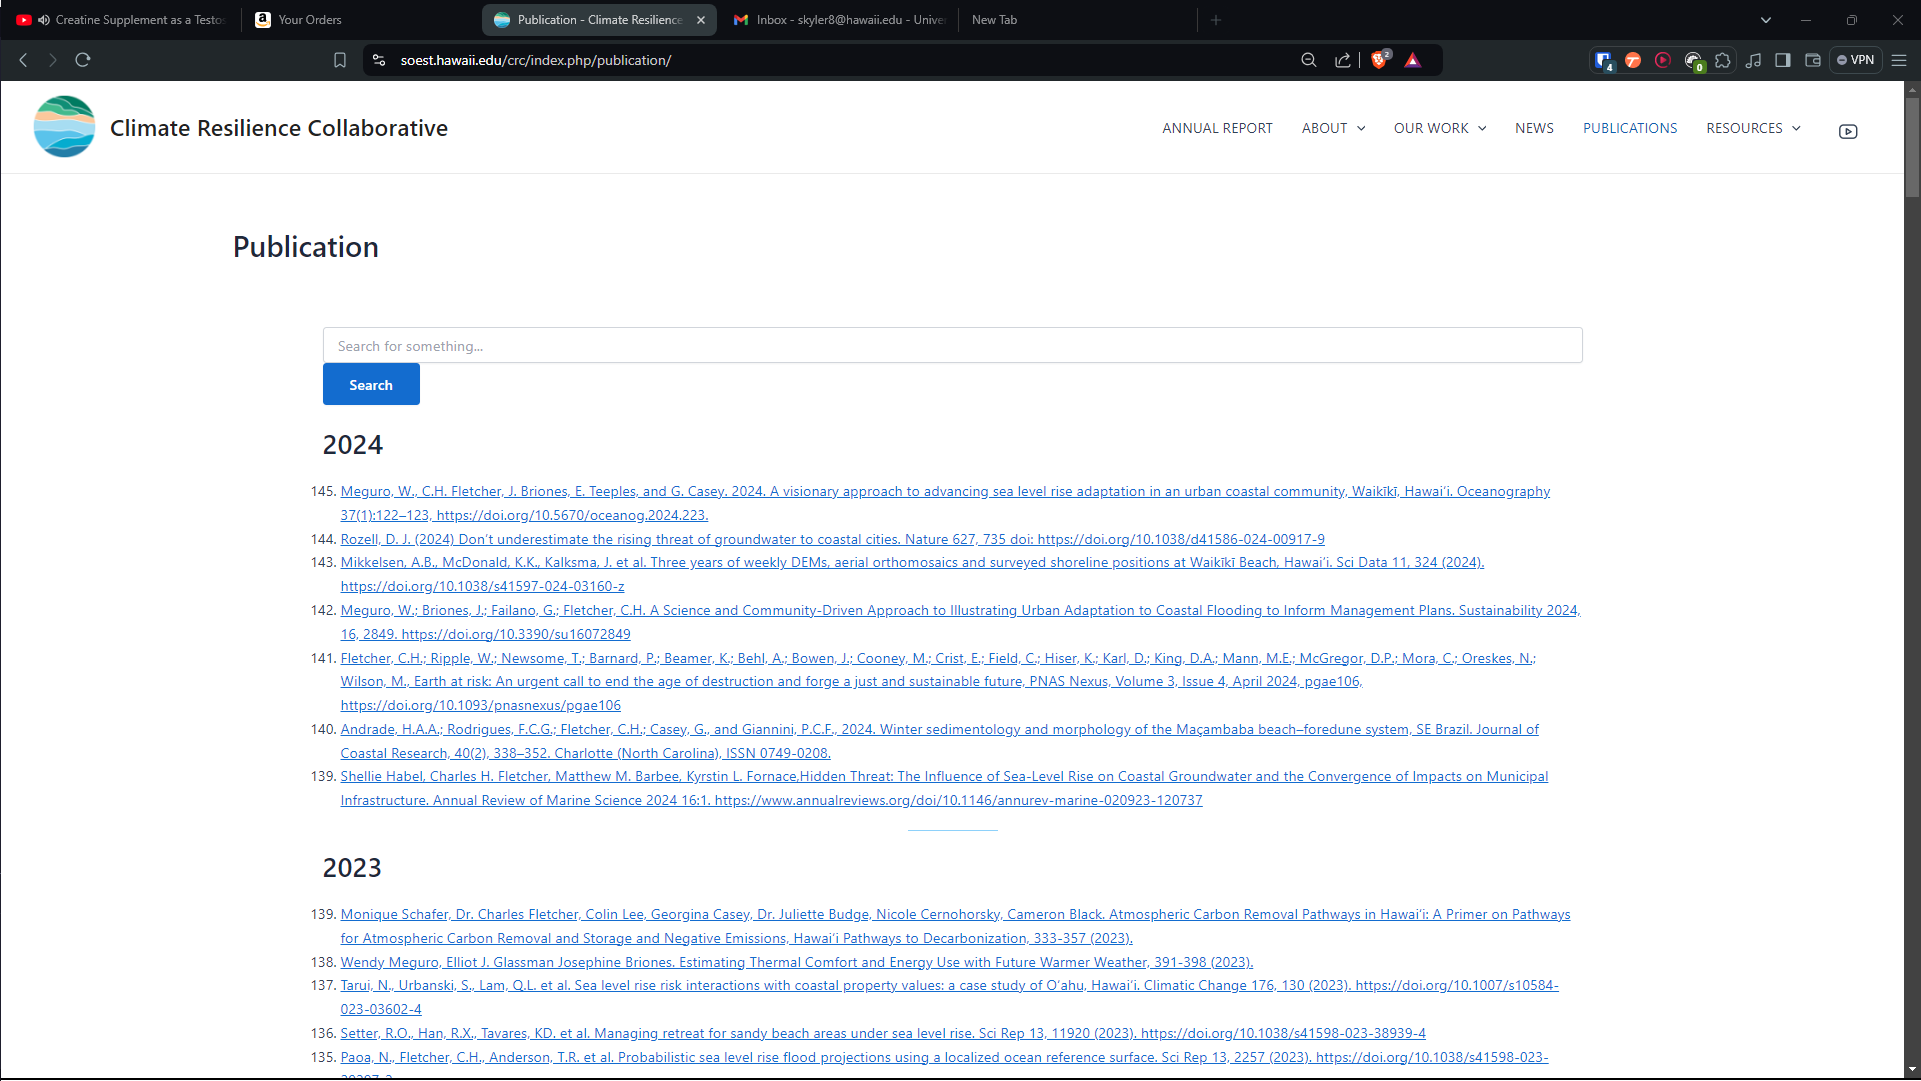 Creatine Supplement as a Testos
Your Orders
Publication - Climate Resilience
Inbox - skyler8@hawaii.edu - Unive
New Tab
soest.hawaii.edu/crc/index.php/publication/
2
4
0
VPN
Climate Resilience Collaborative
ANNUAL REPORT
ABOUT
OUR WORK
NEWS
PUBLICATIONS
RESOURCES
Publication
Search for something...
Search
2024
145. Meguro, W., C.H. Fletcher, J. Briones, E. Teeples, and G. Casey. 2024. A visionary approach to advancing sea level rise adaptation in an urban coastal community, Waikīkī, Hawaiʻi. Oceanography
37(1):122–123, https://doi.org/10.5670/oceanog.2024.223.
144. Rozell, D. J. (2024) Don’t underestimate the rising threat of groundwater to coastal cities. Nature 627, 735 doi: https://doi.org/10.1038/d41586-024-00917-9
143. Mikkelsen, A.B., McDonald, K.K., Kalksma, J. et al. Three years of weekly DEMs, aerial orthomosaics and surveyed shoreline positions at Waikīkī Beach, Hawaiʻi. Sci Data 11, 324 (2024).
https://doi.org/10.1038/s41597-024-03160-z
142. Meguro, W.; Briones, J.; Failano, G.; Fletcher, C.H. A Science and Community-Driven Approach to Illustrating Urban Adaptation to Coastal Flooding to Inform Management Plans. Sustainability 2024,
16, 2849. https://doi.org/10.3390/su16072849
141. Fletcher, C.H.; Ripple, W.; Newsome, T.; Barnard, P.; Beamer, K.; Behl, A.; Bowen, J.; Cooney, M.; Crist, E.; Field, C.; Hiser, K.; Karl, D.; King, D.A.; Mann, M.E.; McGregor, D.P.; Mora, C.; Oreskes, N.;
Wilson, M., Earth at risk: An urgent call to end the age of destruction and forge a just and sustainable future, PNAS Nexus, Volume 3, Issue 4, April 2024, pgae106,
https://doi.org/10.1093/pnasnexus/pgae106
140. Andrade, H.A.A.; Rodrigues, F.C.G.; Fletcher, C.H.; Casey, G., and Giannini, P.C.F., 2024. Winter sedimentology and morphology of the Maçambaba beach–foredune system, SE Brazil. Journal of
Coastal Research, 40(2), 338–352. Charlotte (North Carolina), ISSN 0749-0208.
139. Shellie Habel, Charles H. Fletcher, Matthew M. Barbee, Kyrstin L. Fornace,Hidden Threat: The Influence of Sea-Level Rise on Coastal Groundwater and the Convergence of Impacts on Municipal
Infrastructure. Annual Review of Marine Science 2024 16:1. https://www.annualreviews.org/doi/10.1146/annurev-marine-020923-120737
2023
139. Monique Schafer, Dr. Charles Fletcher, Colin Lee, Georgina Casey, Dr. Juliette Budge, Nicole Cernohorsky, Cameron Black. Atmospheric Carbon Removal Pathways in Hawaiʻi: A Primer on Pathways
for Atmospheric Carbon Removal and Storage and Negative Emissions, Hawaiʻi Pathways to Decarbonization, 333-357 (2023).
138. Wendy Meguro, Elliot J. Glassman Josephine Briones. Estimating Thermal Comfort and Energy Use with Future Warmer Weather, 391-398 (2023).
137. Tarui, N., Urbanski, S., Lam, Q.L. et al. Sea level rise risk interactions with coastal property values: a case study of Oʻahu, Hawaiʻi. Climatic Change 176, 130 (2023). https://doi.org/10.1007/s10584-
023-03602-4
136. Setter, R.O., Han, R.X., Tavares, KD. et al. Managing retreat for sandy beach areas under sea level rise. Sci Rep 13, 11920 (2023). https://doi.org/10.1038/s41598-023-38939-4
135. Paoa, N., Fletcher, C.H., Anderson, T.R. et al. Probabilistic sea level rise flood projections using a localized ocean reference surface. Sci Rep 13, 2257 (2023). https://doi.org/10.1038/s41598-023-